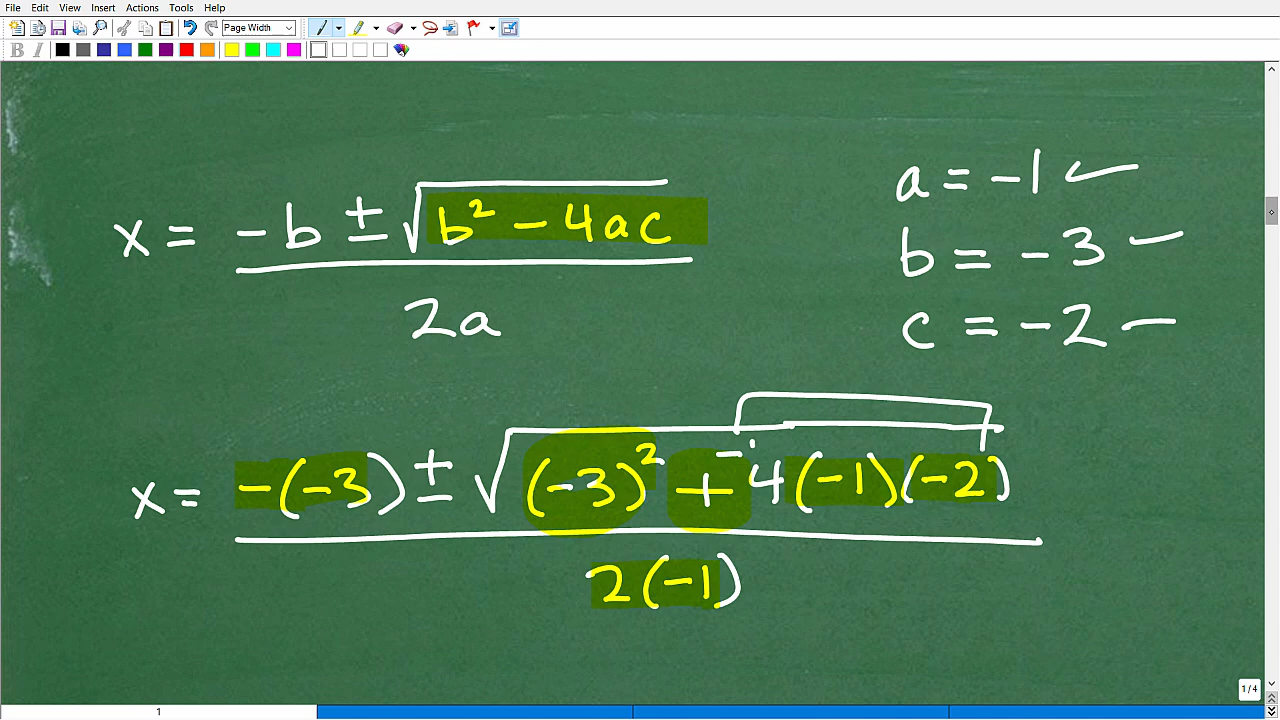 File Edit View Insert Actions Tools Help
Page Width
B I
x = -b ± √b² - 4ac
2a
a = -1 ✓
b = -3 -
c = -2 -
x = -(-3) ± √(-3)² + -4(-1)(-2)
2(-1)
1/4
1